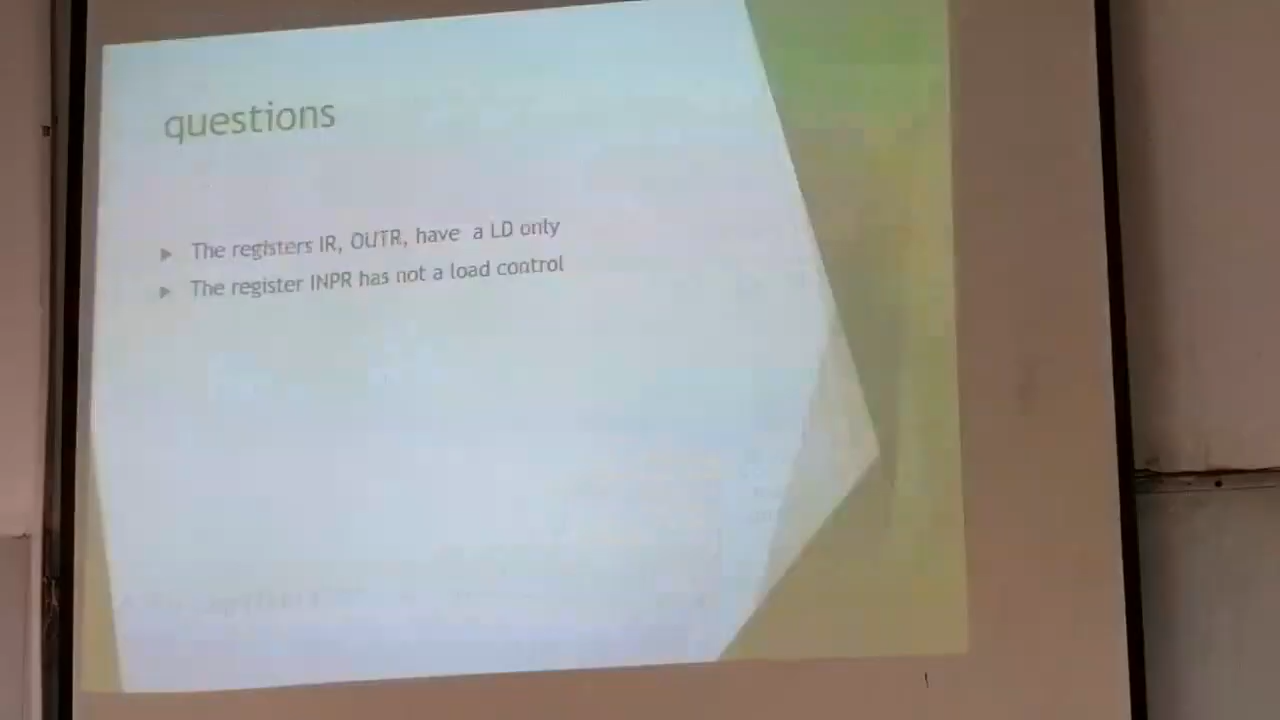 questions
The registers IR, OUTR, have a LD only
The register INPR has not a load control